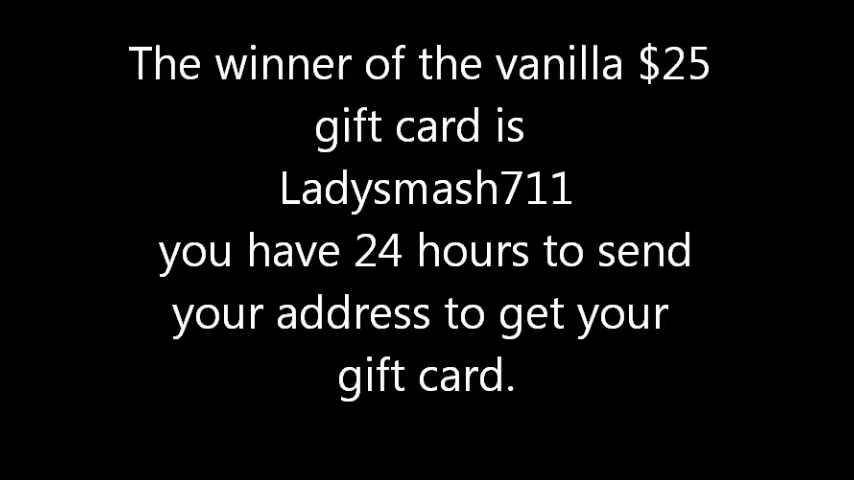 The winner of the vanilla $25
gift card is
Ladysmash711
you have 24 hours to send
your address to get your
gift card.